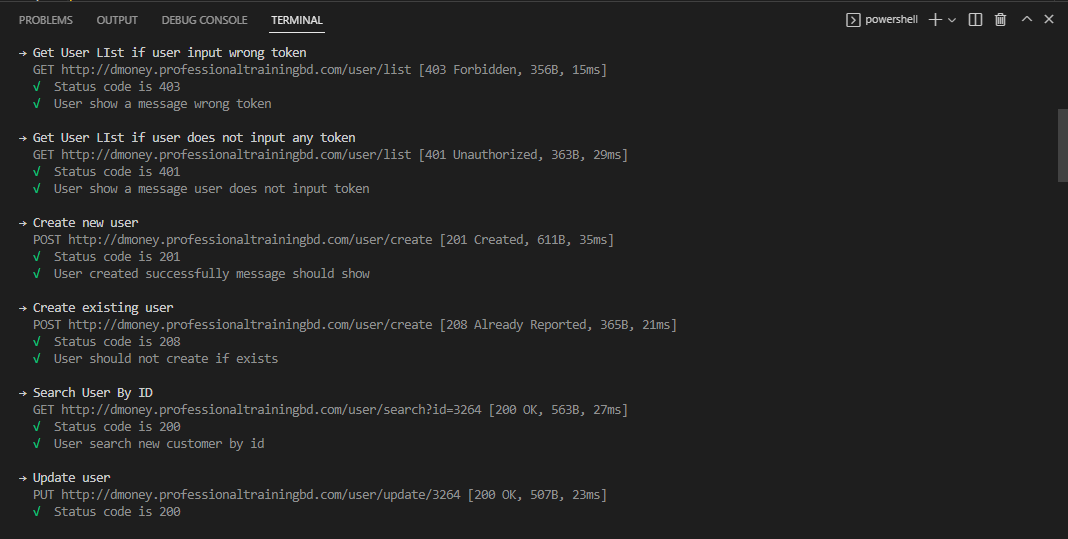 PROBLEMS OUTPUT DEBUG CONSOLE TERMINAL powershell
→ Get User LIst if user input wrong token
GET http://dmoney.professionaltrainingbd.com/user/list [403 Forbidden, 356B, 15ms]
√ Status code is 403
√ User show a message wrong token
→ Get User LIst if user does not input any token
GET http://dmoney.professionaltrainingbd.com/user/list [401 Unauthorized, 363B, 29ms]
√ Status code is 401
√ User show a message user does not input token
→ Create new user
POST http://dmoney.professionaltrainingbd.com/user/create [201 Created, 611B, 35ms]
√ Status code is 201
√ User created successfully message should show
→ Create existing user
POST http://dmoney.professionaltrainingbd.com/user/create [208 Already Reported, 365B, 21ms]
√ Status code is 208
√ User should not create if exists
→ Search User By ID
GET http://dmoney.professionaltrainingbd.com/user/search?id=3264 [200 OK, 563B, 27ms]
√ Status code is 200
√ User search new customer by id
→ Update user
PUT http://dmoney.professionaltrainingbd.com/user/update/3264 [200 OK, 507B, 23ms]
√ Status code is 200